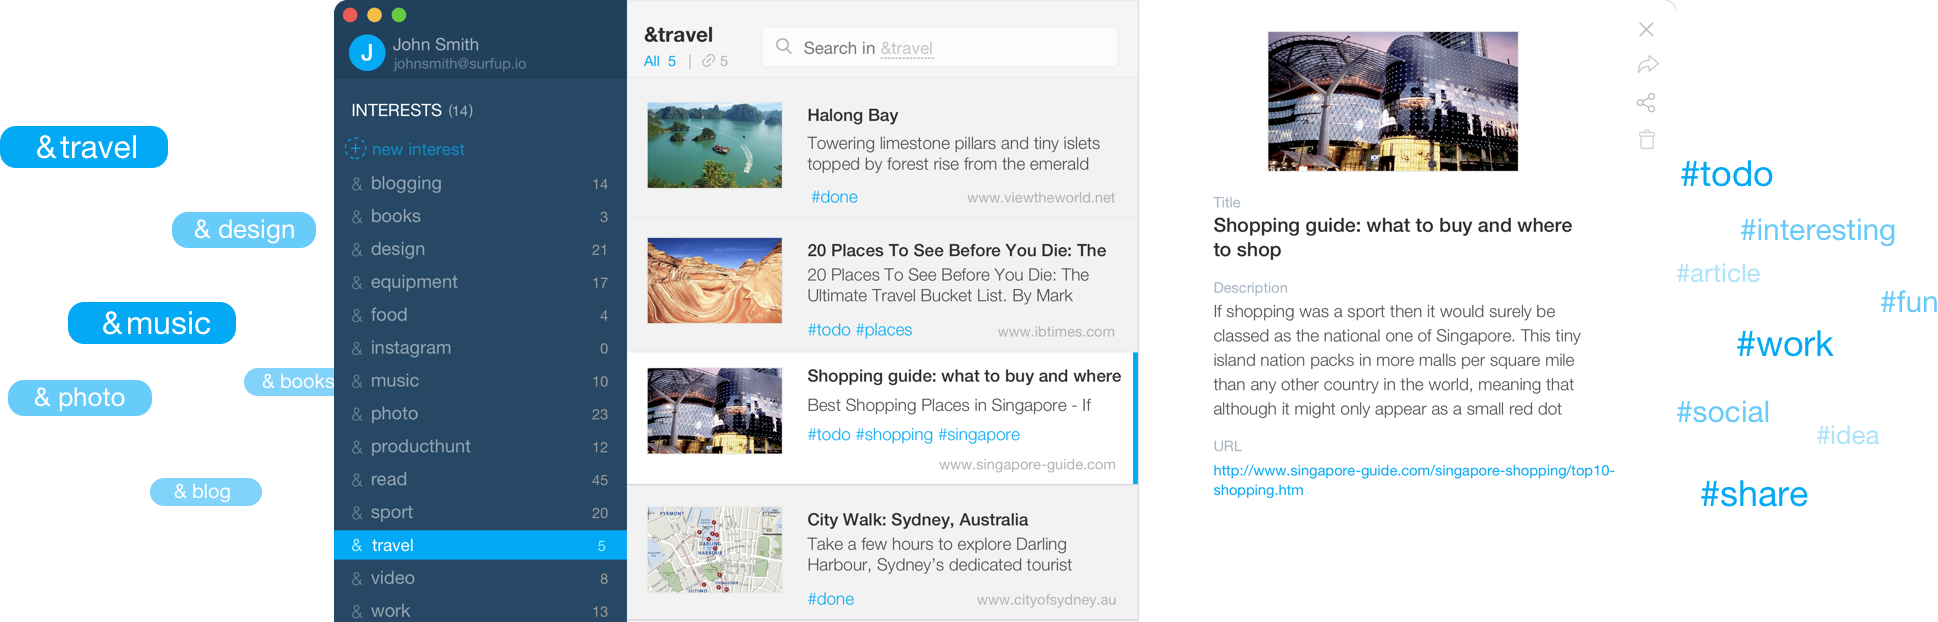 & travel
& design
& music
& books
& photo
& blog
J
John Smith
johnsmith@surfup.io
INTERESTS (14)
+ new interest
& blogging 14
& books 3
& design 21
& equipment 17
& food 4
& instagram 0
& music 10
& photo 23
& producthunt 12
& read 45
& sport 20
& travel 5
& video 8
& work 13
&travel
All 5 | 5
Search in &travel
Halong Bay
Towering limestone pillars and tiny islets
topped by forest rise from the emerald
#done www.viewtheworld.net
20 Places To See Before You Die: The
20 Places To See Before You Die: The
Ultimate Travel Bucket List. By Mark
#todo #places www.ibtimes.com
Shopping guide: what to buy and where
Best Shopping Places in Singapore - If
#todo #shopping #singapore
www.singapore-guide.com
PYRMONT
DARLING
HARBOUR
ULTIMO
City Walk: Sydney, Australia
Take a few hours to explore Darling
Harbour, Sydney’s dedicated tourist
#done www.cityofsydney.au
Title
Shopping guide: what to buy and where
to shop
Description
If shopping was a sport then it would surely be
classed as the national one of Singapore. This tiny
island nation packs in more malls per square mile
than any other country in the world, meaning that
although it might only appear as a small red dot
URL
http://www.singapore-guide.com/singapore-shopping/top10-
shopping.htm
#todo
#interesting
#article
#fun
#work
#social
#idea
#share